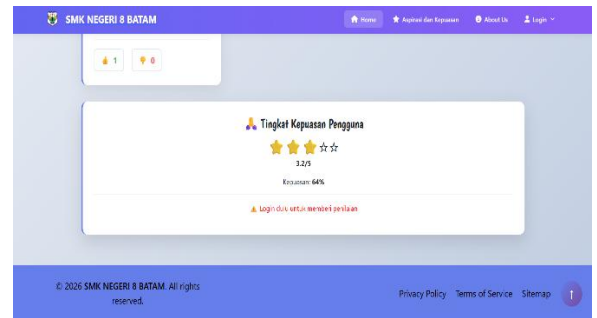 SMK NEGERI 8 BATAM
Home Aspirasi dan Kepuasan About Us Login
1 0
Tingkat Kepuasan Pengguna
3.2/5
Kepuasan: 64%
Login dulu untuk memberi penilaian
© 2026 SMK NEGERI 8 BATAM. All rights
reserved.
Privacy Policy Terms of Service Sitemap